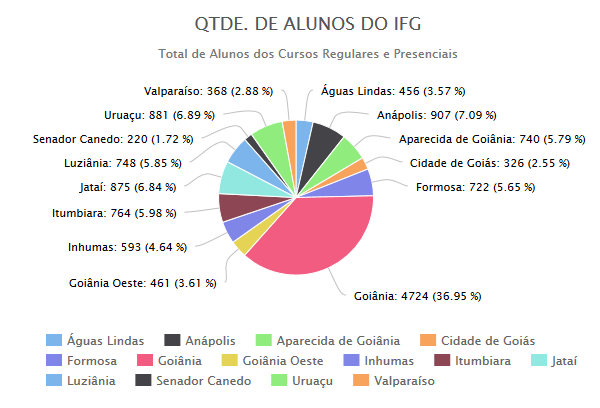 QTDE. DE ALUNOS DO IFG
Total de Alunos dos Cursos Regulares e Presenciais
Valparaíso: 368 (2.88 %)
Águas Lindas: 456 (3.57 %)
Uruaçu: 881 (6.89 %)
Anápolis: 907 (7.09 %)
Senador Canedo: 220 (1.72 %)
Aparecida de Goiânia: 740 (5.79 %)
Luziânia: 748 (5.85 %)
Cidade de Goiás: 326 (2.55 %)
Jataí: 875 (6.84 %)
Formosa: 722 (5.65 %)
Itumbiara: 764 (5.98 %)
Inhumas: 593 (4.64 %)
Goiânia Oeste: 461 (3.61 %)
Goiânia: 4724 (36.95 %)
Águas Lindas Anápolis Aparecida de Goiânia Cidade de Goiás
Formosa Goiânia Goiânia Oeste Inhumas Itumbiara Jataí
Luziânia Senador Canedo Uruaçu Valparaíso